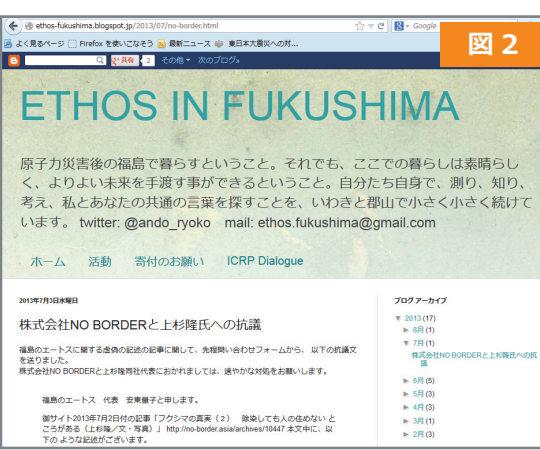 ethos-fukushima.blogspot.jp/2013/07/no-border.html
Google
図 2
よく見るページ Firefox を使いこなそう 最新ニュース 東日本大震災への対...
共有 2 その他 次のブログ»
ETHOS IN FUKUSHIMA
原子力災害後の福島で暮らすということ。それでも、ここでの暮らしは素晴らし
く、よりよい未来を手渡す事ができるということ。自分たち自身で、測り、知り、
考え、私とあなたの共通の言葉を探すことを、いわきと郡山で小さく小さく続けて
います。 twitter: @ando_ryoko mail: ethos.fukushima@gmail.com
ホーム 活動 寄付のお願い ICRP Dialogue
2013年7月3日水曜日
株式会社NO BORDERと上杉隆氏への抗議
福島のエートスに関する虚偽の記述の記事に関して、先程問い合わせフォームから、 以下の抗議文
を送りました。
株式会社NO BORDERと上杉隆同社代表におかれましては、速やかな対処をお願いします。
福島のエートス 代表 安東量子と申します。
御サイト2013年7月2日付の記事「フクシマの真実（２） 除染しても人の住めない と
ころがある（上杉隆／文・写真）」 http://no-border.asia/archives/10447 本文中に、以
下の ような記述がございます。
ブログ アーカイブ
▼ 2013 (17)
► 8月 (1)
▼ 7月 (1)
株式会社NO BORDERと上杉隆氏への抗
議
► 6月 (5)
► 5月 (3)
► 4月 (3)
► 3月 (1)
► 2月 (3)